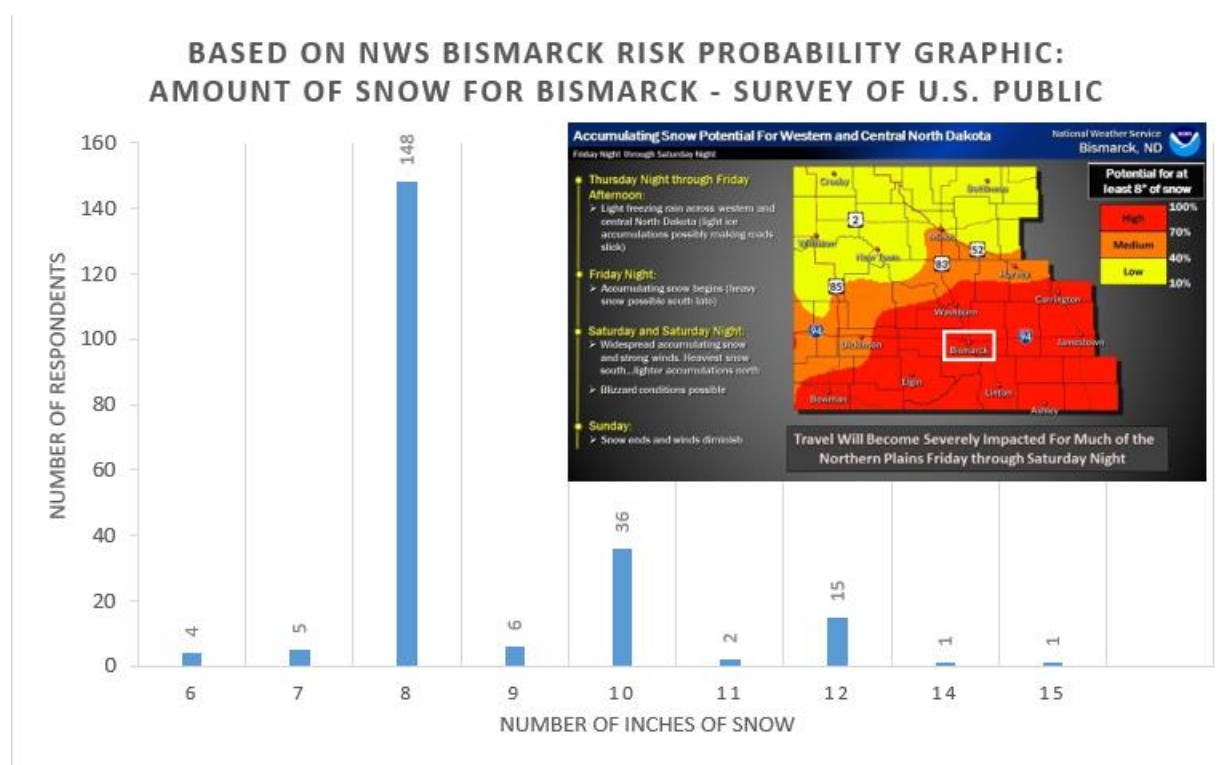 BASED ON NWS BISMARCK RISK PROBABILITY GRAPHIC:
AMOUNT OF SNOW FOR BISMARCK - SURVEY OF U.S. PUBLIC
NUMBER OF RESPONDENTS
160
140
120
100
80
60
40
20
0
4
5
148
6
36
2
15
1
1
6
7
8
9
10
11
12
14
15
NUMBER OF INCHES OF SNOW
Accumulating Snow Potential For Western and Central North Dakota
Friday Night through Saturday Night
National Weather Service
Bismarck, ND
Thursday Night through Friday
Afternoon:
➢ Light freezing rain across western and
central North Dakota (light ice
accumulations possibly making roads
slick)
Friday Night:
➢ Accumulating snow begins (heavy
snow possible south late)
Saturday and Saturday Night:
➢ Widespread accumulating snow
and strong winds. Heaviest snow
south...lighter accumulations north
➢ Blizzard conditions possible
Sunday:
➢ Snow ends and winds diminish
Crosby
Bottineau
2
Williston
Minot
52
New Town
83
Harvey
85
Carrington
Washburn
94
Dickinson
Bismarck
94
Jamestown
Elgin
Linton
Bowman
Ashley
Potential for at
least 8" of snow
100%
High
70%
Medium
40%
Low
10%
Travel Will Become Severely Impacted For Much of the
Northern Plains Friday through Saturday Night